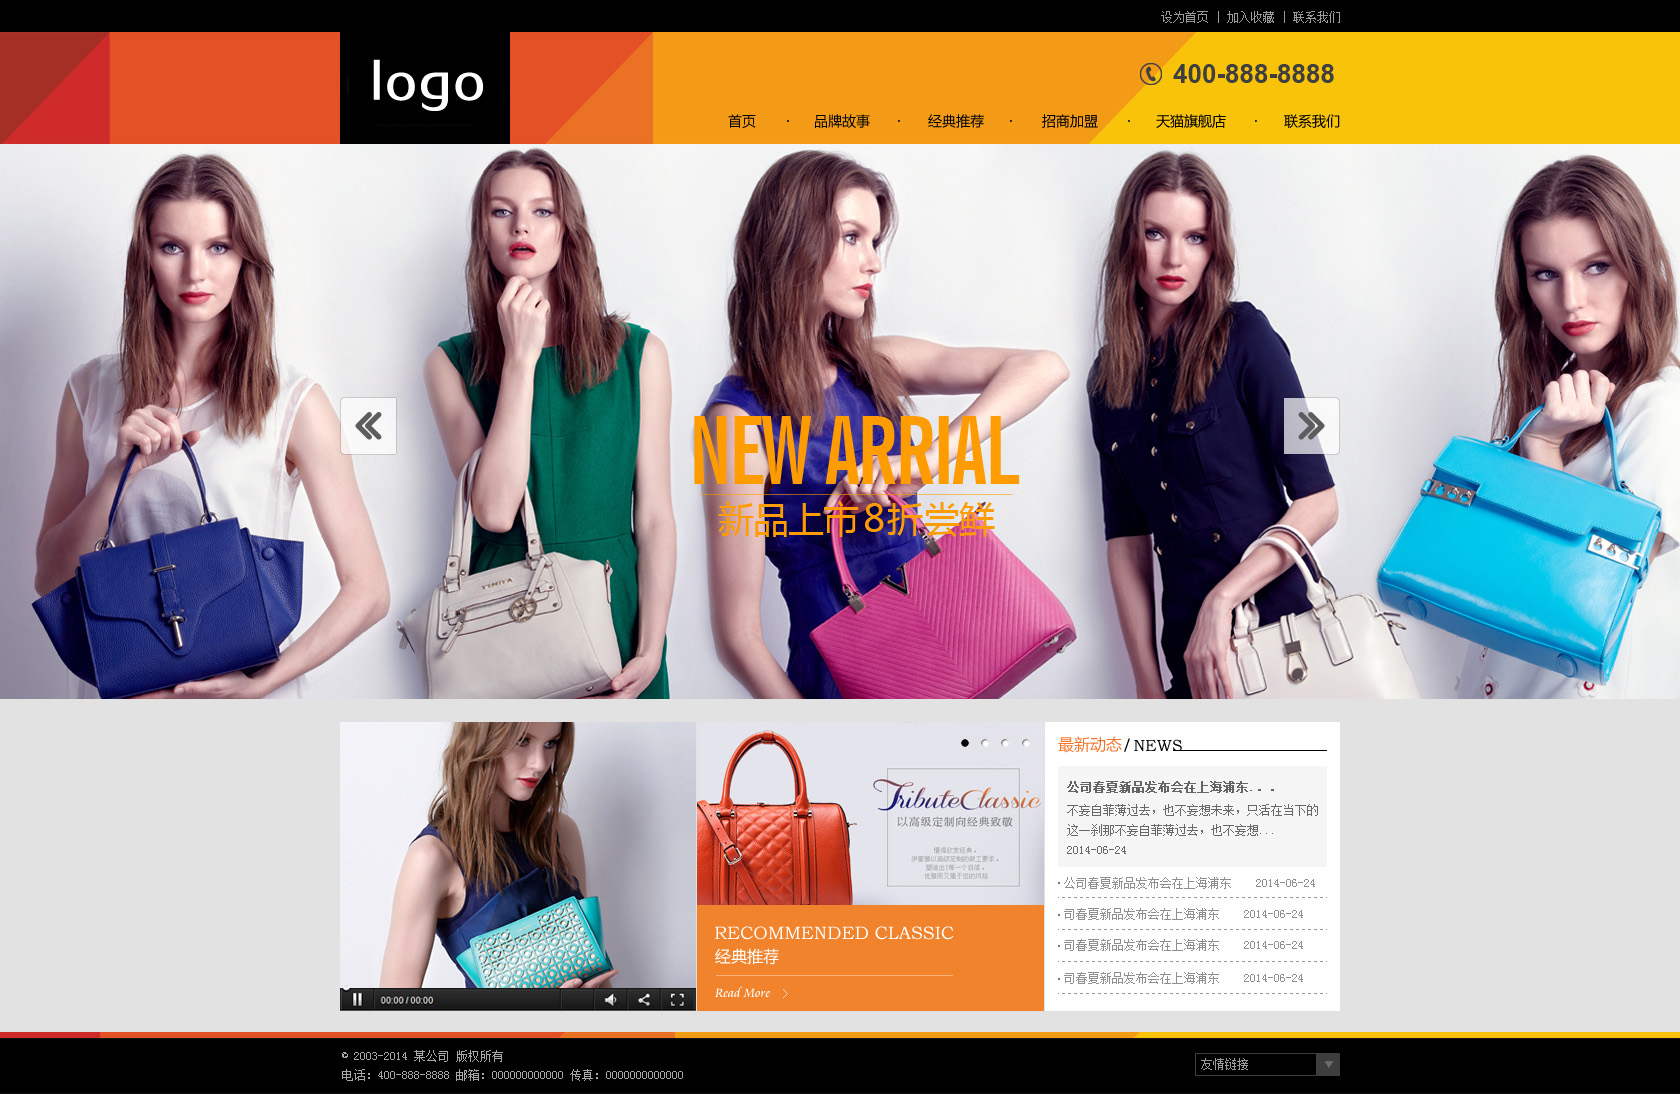 设为首页 | 加入收藏 | 联系我们
logo
400-888-8888
首页 · 品牌故事 · 经典推荐 · 招商加盟 · 天猫旗舰店 · 联系我们
NEW ARRIAL
新品上市8折尝鲜
TributeClassic
以高级定制向经典致敬
懂得欣赏经典，
RECOMMENDED CLASSIC
经典推荐
Read More
00:00 / 00:00
最新动态 / NEWS
公司春夏新品发布会在上海浦东...
不妄自菲薄过去，也不妄想未来，只活在当下的
这一刹那不妄自菲薄过去，也不妄想...
2014-06-24
· 公司春夏新品发布会在上海浦东 2014-06-24
· 司春夏新品发布会在上海浦东 2014-06-24
· 司春夏新品发布会在上海浦东 2014-06-24
· 司春夏新品发布会在上海浦东 2014-06-24
© 2003-2014 某公司 版权所有
电话: 400-888-8888 邮箱: 000000000000 传真: 0000000000000
友情链接